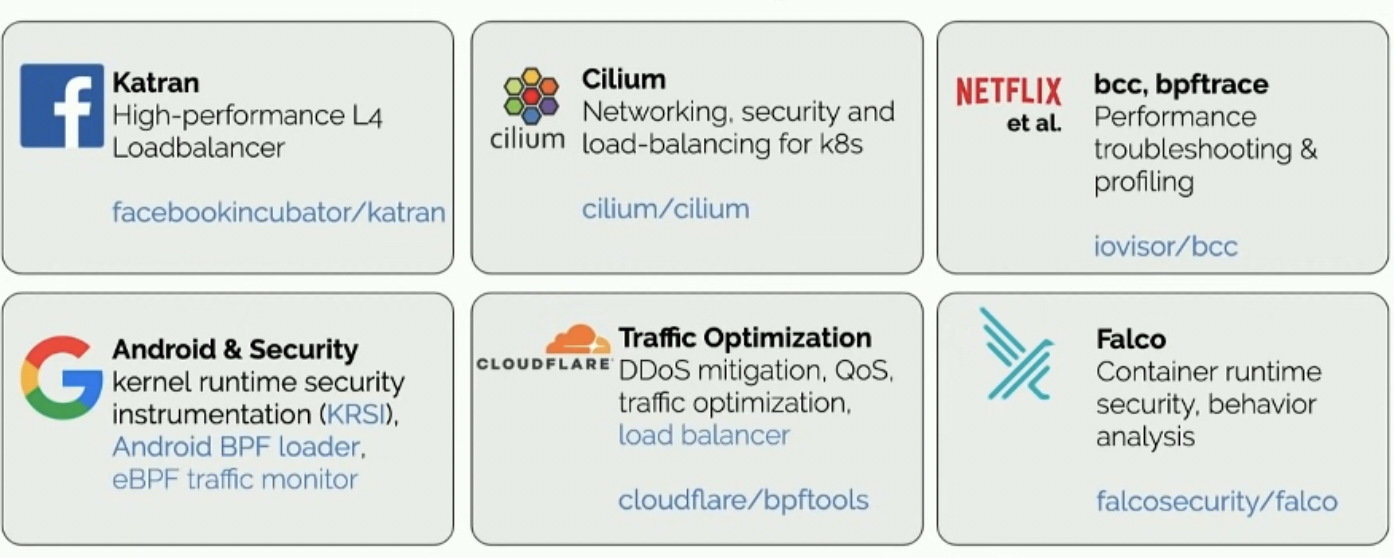 Katran
High-performance L4
Loadbalancer
facebookincubator/katran
cilium
Cilium
Networking, security and
load-balancing for k8s
cilium/cilium
NETFLIX
et al.
bcc, bpftrace
Performance
troubleshooting &
profiling
iovisor/bcc
Android & Security
kernel runtime security
instrumentation (KRSI),
Android BPF loader,
eBPF traffic monitor
CLOUDFLARE
Traffic Optimization
DDoS mitigation, QoS,
traffic optimization,
load balancer
cloudflare/bpftools
Falco
Container runtime
security, behavior
analysis
falcosecurity/falco